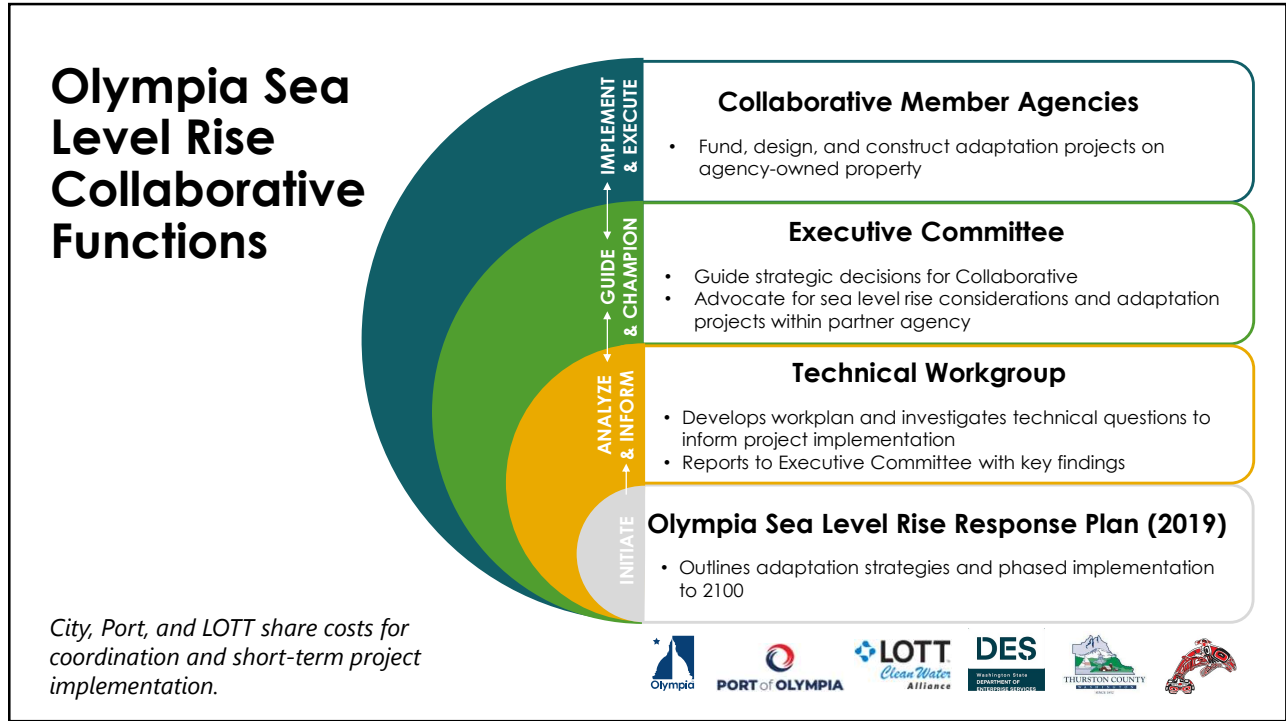 Olympia Sea
Level Rise
Collaborative
Functions
IMPLEMENT
& EXECUTE
Collaborative Member Agencies
• Fund, design, and construct adaptation projects on
agency-owned property
GUIDE
& CHAMPION
Executive Committee
• Guide strategic decisions for Collaborative
• Advocate for sea level rise considerations and adaptation
projects within partner agency
ANALYZE
& INFORM
Technical Workgroup
• Develops workplan and investigates technical questions to
inform project implementation
• Reports to Executive Committee with key findings
INITIATE
Olympia Sea Level Rise Response Plan (2019)
• Outlines adaptation strategies and phased implementation
to 2100
City, Port, and LOTT share costs for
coordination and short-term project
implementation.
Olympia
PORT of OLYMPIA
LOTT
Clean Water
Alliance
DES
Washington State
DEPARTMENT OF
ENTERPRISE SERVICES
THURSTON COUNTY
WASHINGTON
SINCE 1852